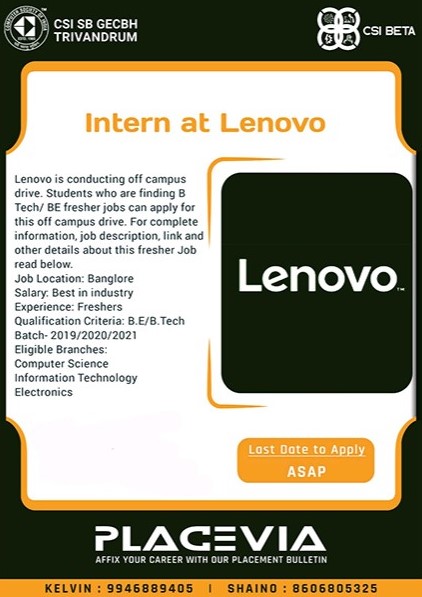 CSI SB GECBH
TRIVANDRUM
CSI BETA
Intern at Lenovo
Lenovo is conducting off campus
drive. Students who are finding B
Tech/ BE fresher jobs can apply for
this off campus drive. For complete
information, job description, link and
other details about this fresher Job
read below.
Job Location: Banglore
Salary: Best in industry
Experience: Freshers
Qualification Criteria: B.E/B.Tech
Batch- 2019/2020/2021
Eligible Branches:
Computer Science
Information Technology
Electronics
Lenovo™
Last Date to Apply
ASAP
PLACEVIA
AFFIX YOUR CAREER WITH OUR PLACEMENT BULLETIN
KELVIN : 9946889405 | SHAINO : 8606805325